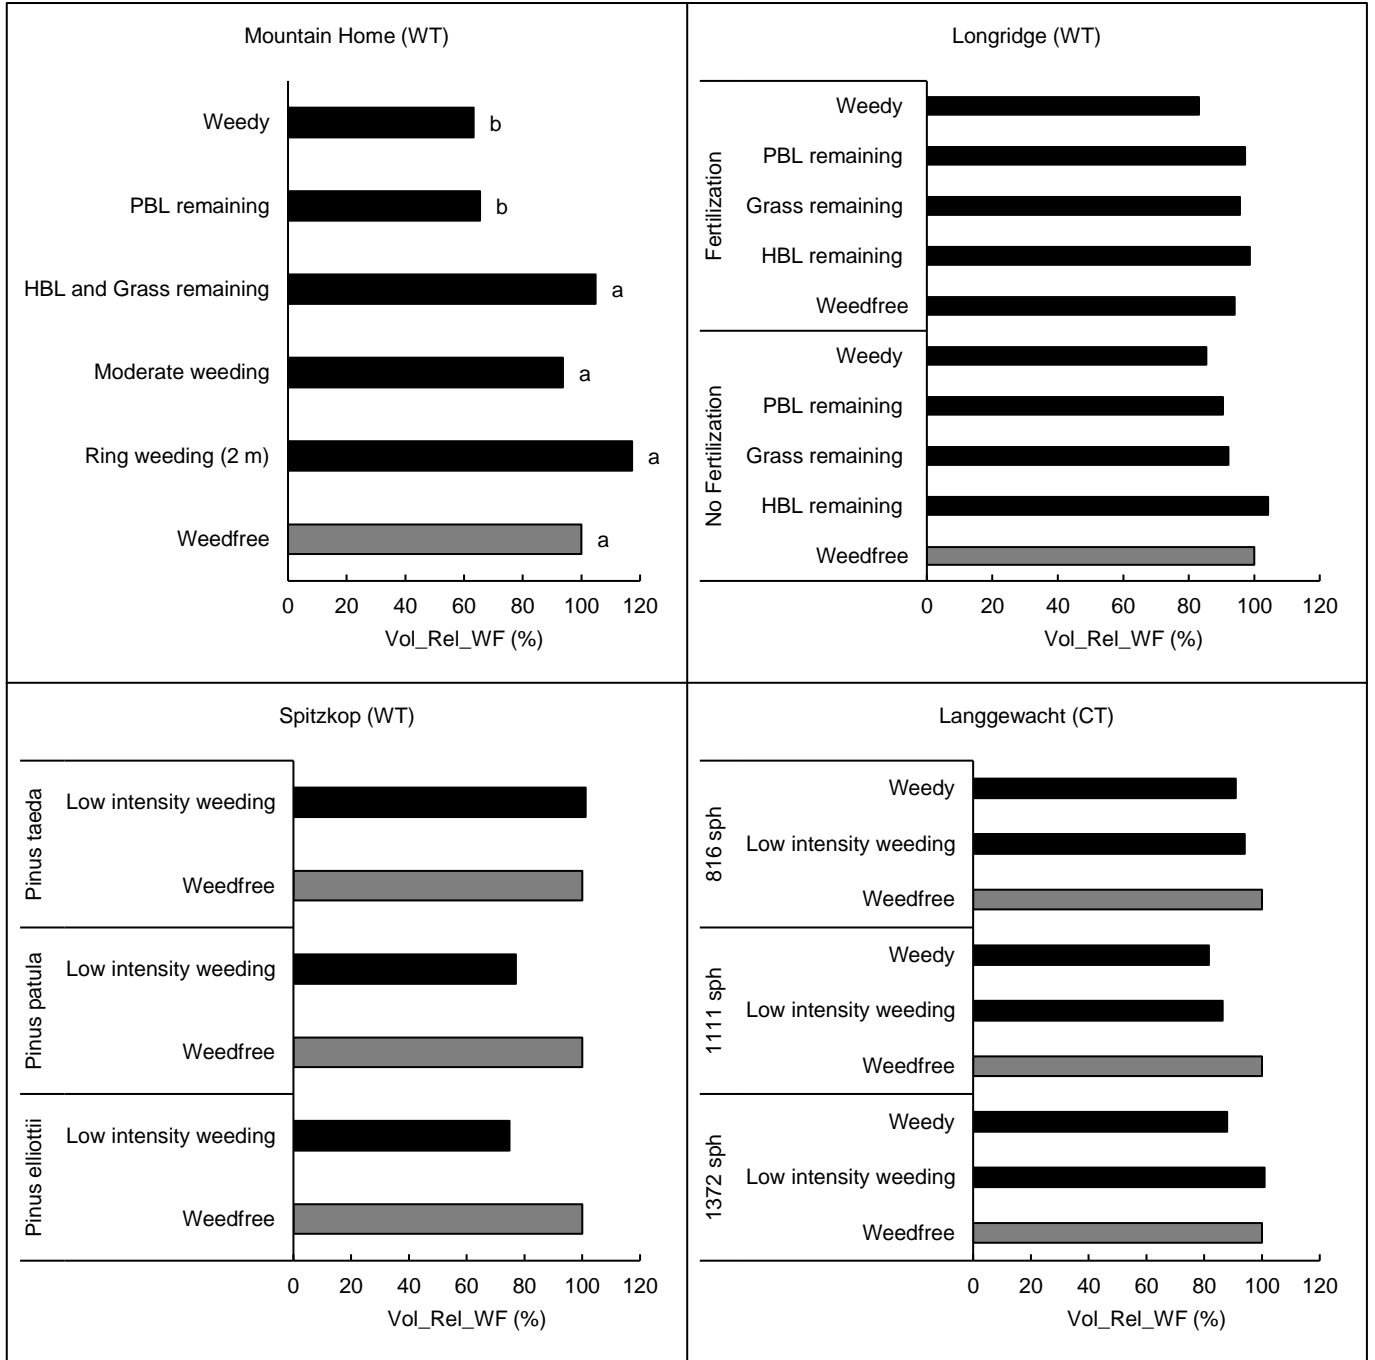 Mountain Home (WT)
Weedy
b
PBL remaining
b
HBL and Grass remaining
a
Moderate weeding
a
Ring weeding (2 m)
a
Weedfree
a
0 20 40 60 80 100 120
Vol_Rel_WF (%)
Longridge (WT)
Fertilization
Weedy
PBL remaining
Grass remaining
HBL remaining
Weedfree
No Fertilization
Weedy
PBL remaining
Grass remaining
HBL remaining
Weedfree
0 20 40 60 80 100 120
Vol_Rel_WF (%)
Spitzkop (WT)
Pinus taeda
Low intensity weeding
Weedfree
Pinus patula
Low intensity weeding
Weedfree
Pinus elliottii
Low intensity weeding
Weedfree
0 20 40 60 80 100 120
Vol_Rel_WF (%)
Langgewacht (CT)
816 sph
Weedy
Low intensity weeding
Weedfree
1111 sph
Weedy
Low intensity weeding
Weedfree
1372 sph
Weedy
Low intensity weeding
Weedfree
0 20 40 60 80 100 120
Vol_Rel_WF (%)